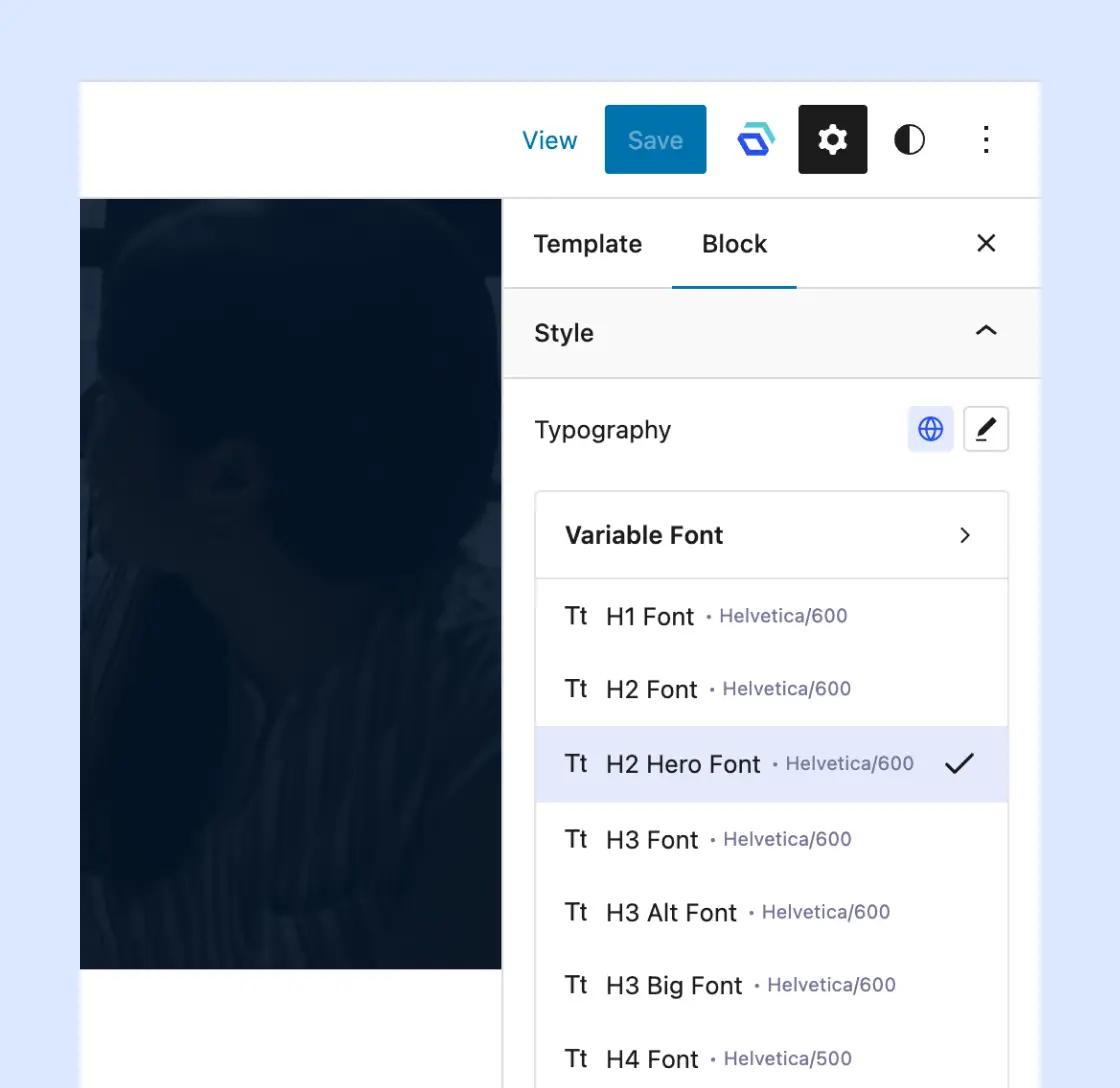 View Save
Template Block
Style
Typography
Variable Font
Tt H1 Font • Helvetica/600
Tt H2 Font • Helvetica/600
Tt H2 Hero Font • Helvetica/600
Tt H3 Font • Helvetica/600
Tt H3 Alt Font • Helvetica/600
Tt H3 Big Font • Helvetica/600
Tt H4 Font • Helvetica/500